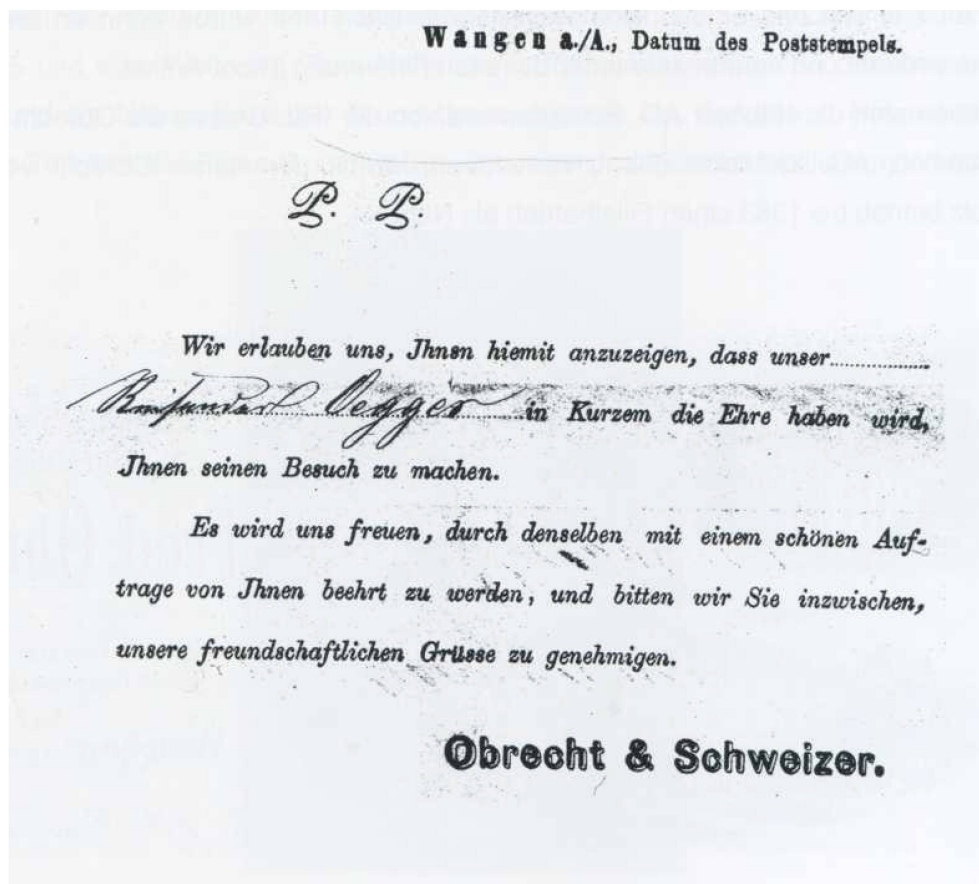 Wangen a./A., Datum des Poststempels.
P. P.
Wir erlauben uns, Jhnen hiemit anzuzeigen, dass unser
Oegger in Kurzem die Ehre haben wird,
Jhnen seinen Besuch zu machen.
Es wird uns freuen, durch denselben mit einem schönen Auf-
trage von Jhnen beehrt zu werden, und bitten wir Sie inzwischen,
unsere freundschaftlichen Grüsse zu genehmigen.
Obrecht & Schweizer.